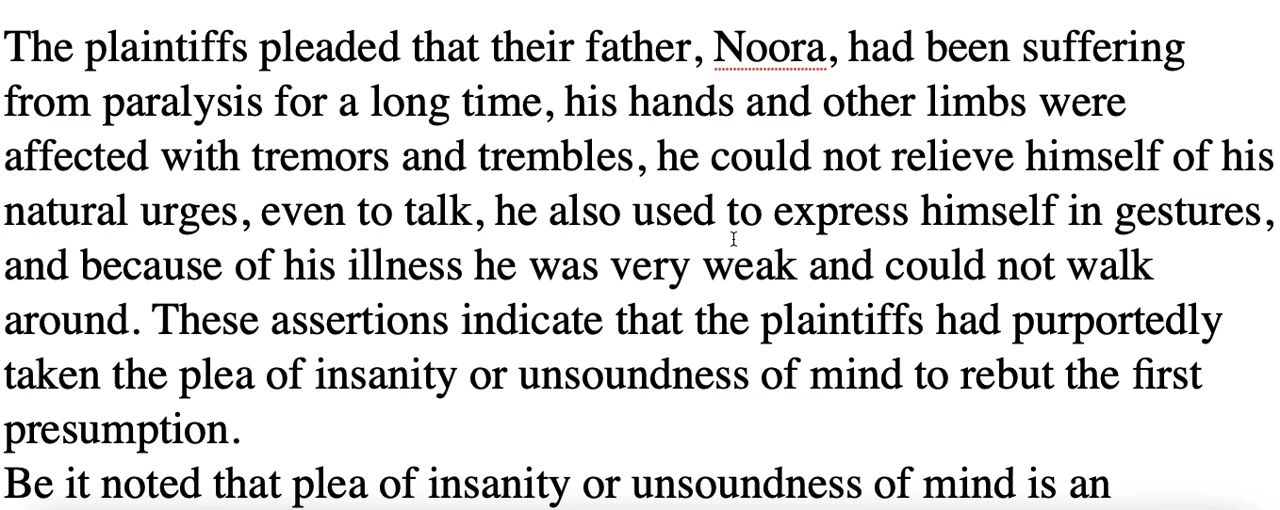 The plaintiffs pleaded that their father, Noora, had been suffering
from paralysis for a long time, his hands and other limbs were
affected with tremors and trembles, he could not relieve himself of his
natural urges, even to talk, he also used to express himself in gestures,
and because of his illness he was very weak and could not walk
around. These assertions indicate that the plaintiffs had purportedly
taken the plea of insanity or unsoundness of mind to rebut the first
presumption.
Be it noted that plea of insanity or unsoundness of mind is an